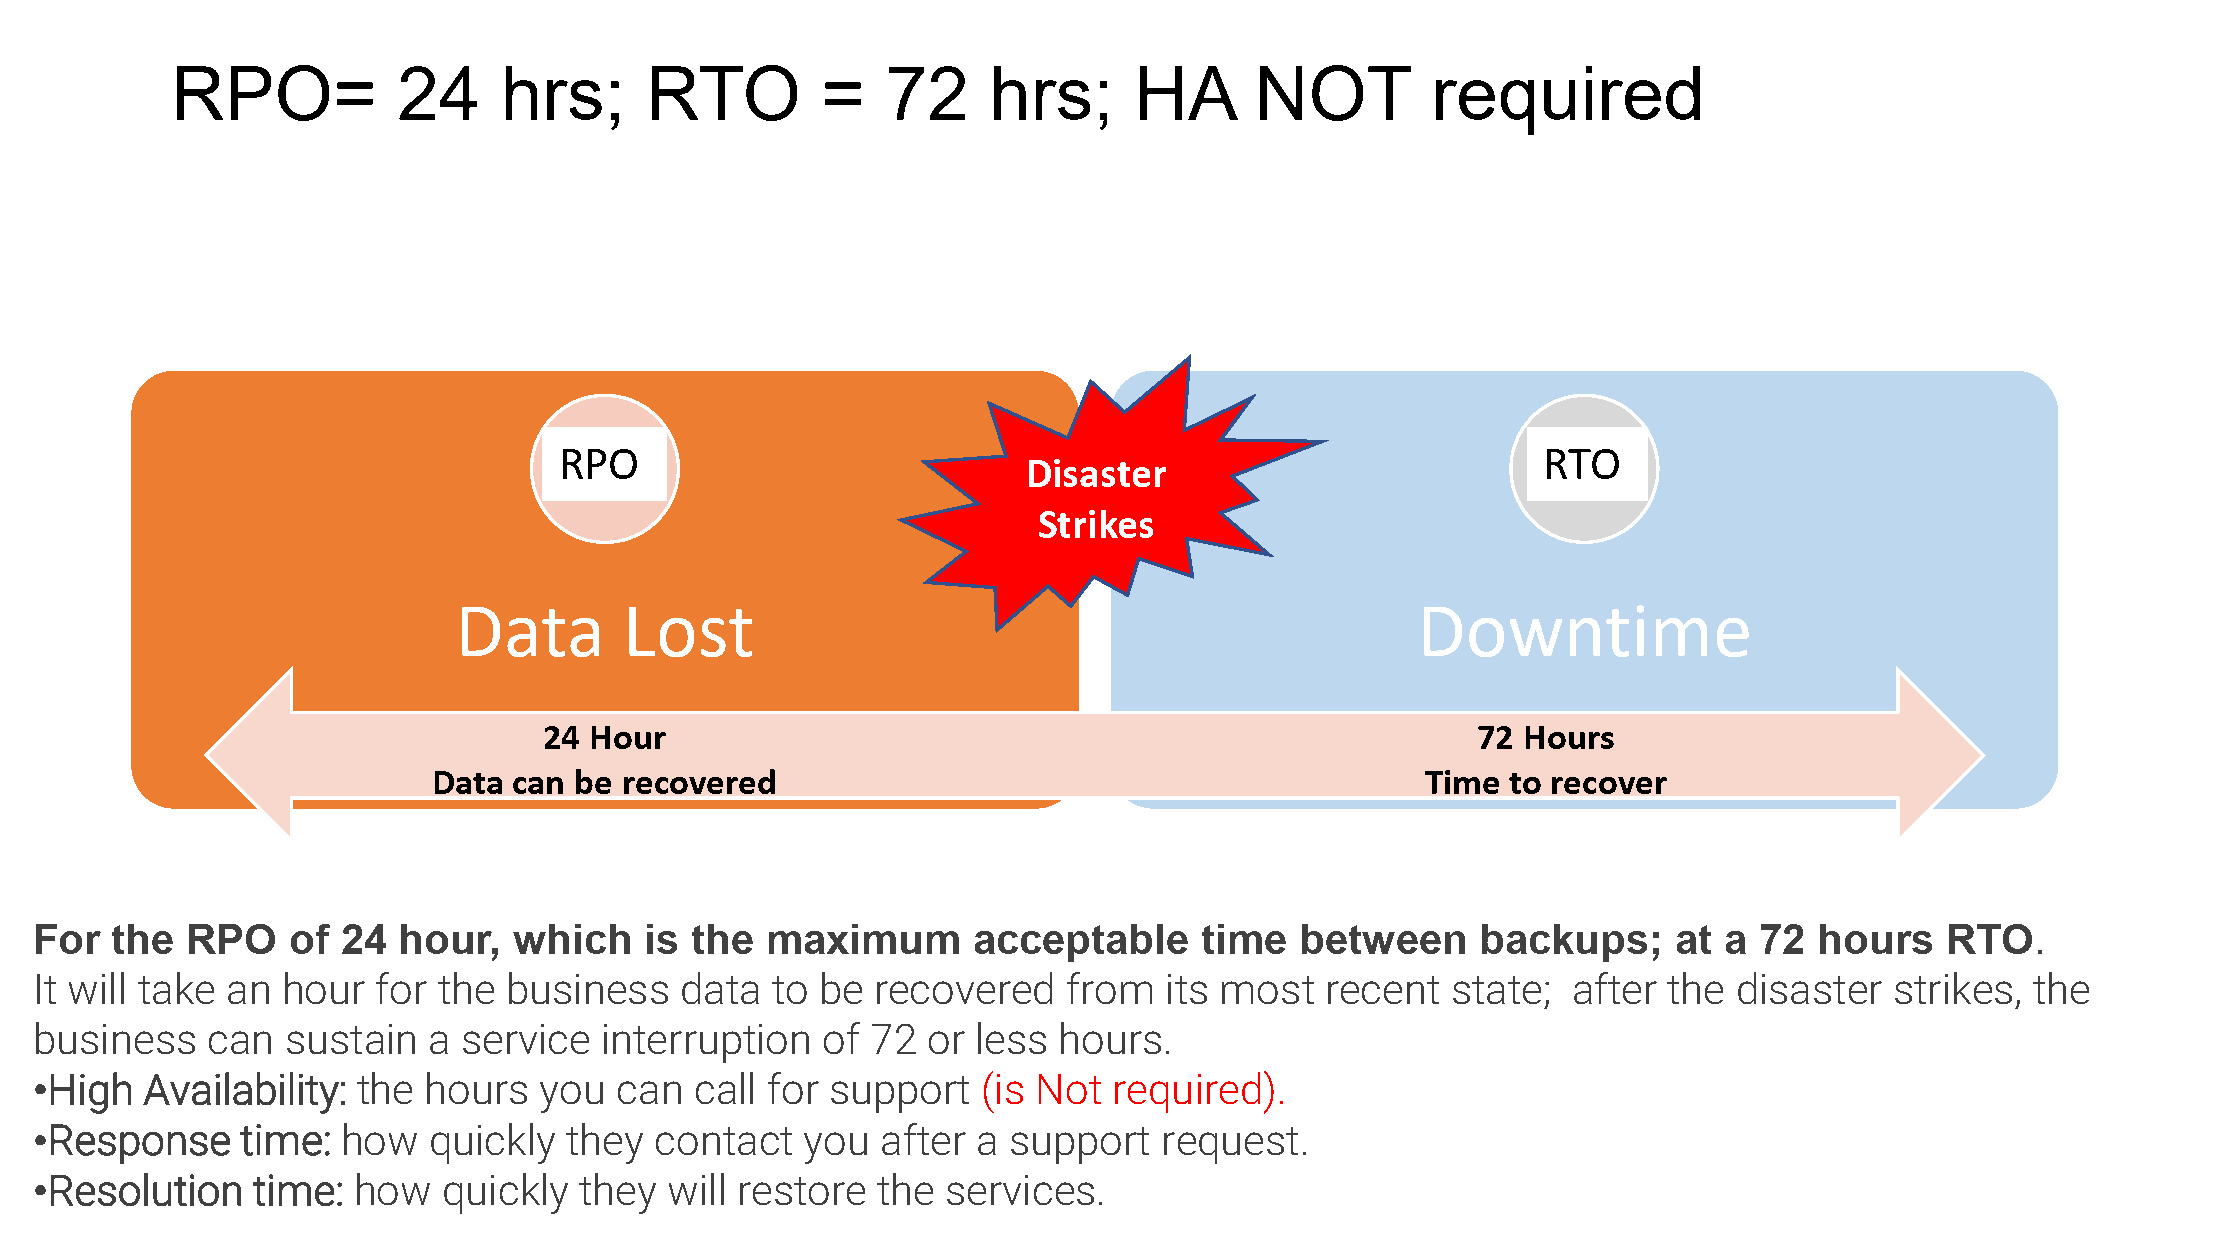 RPO= 24 hrs; RTO = 72 hrs; HA NOT required
RPO
Disaster
Strikes
RTO
Data Lost
Downtime
24 Hour
Data can be recovered
72 Hours
Time to recover
For the RPO of 24 hour, which is the maximum acceptable time between backups; at a 72 hours RTO.
It will take an hour for the business data to be recovered from its most recent state; after the disaster strikes, the
business can sustain a service interruption of 72 or less hours.
•High Availability: the hours you can call for support (is Not required).
•Response time: how quickly they contact you after a support request.
•Resolution time: how quickly they will restore the services.